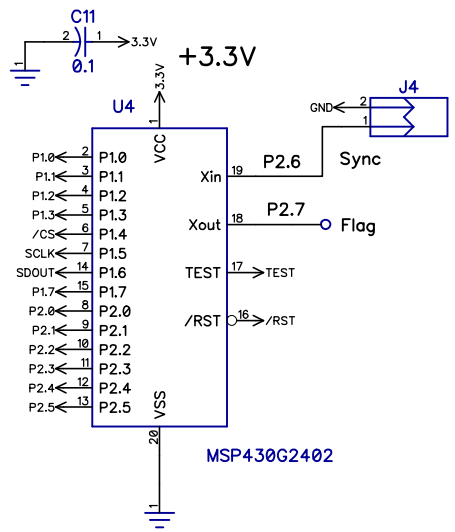 C11
2 1 3.3V
0.1
1
+3.3V
3.3V
U4
1
VCC
J4
GND 2
1
Sync
P1.0 2 P1.0
P1.1 3 P1.1
P1.2 4 P1.2
P1.3 5 P1.3
/CS 6 P1.4
SCLK 7 P1.5
SDOUT 14 P1.6
P1.7 15 P1.7
P2.0 8 P2.0
P2.1 9 P2.1
P2.2 10 P2.2
P2.3 11 P2.3
P2.4 12 P2.4
P2.5 13 P2.5
Xin 19 P2.6
Xout 18 P2.7 Flag
TEST 17 TEST
/RST 16 /RST
VSS
20
MSP430G2402
1